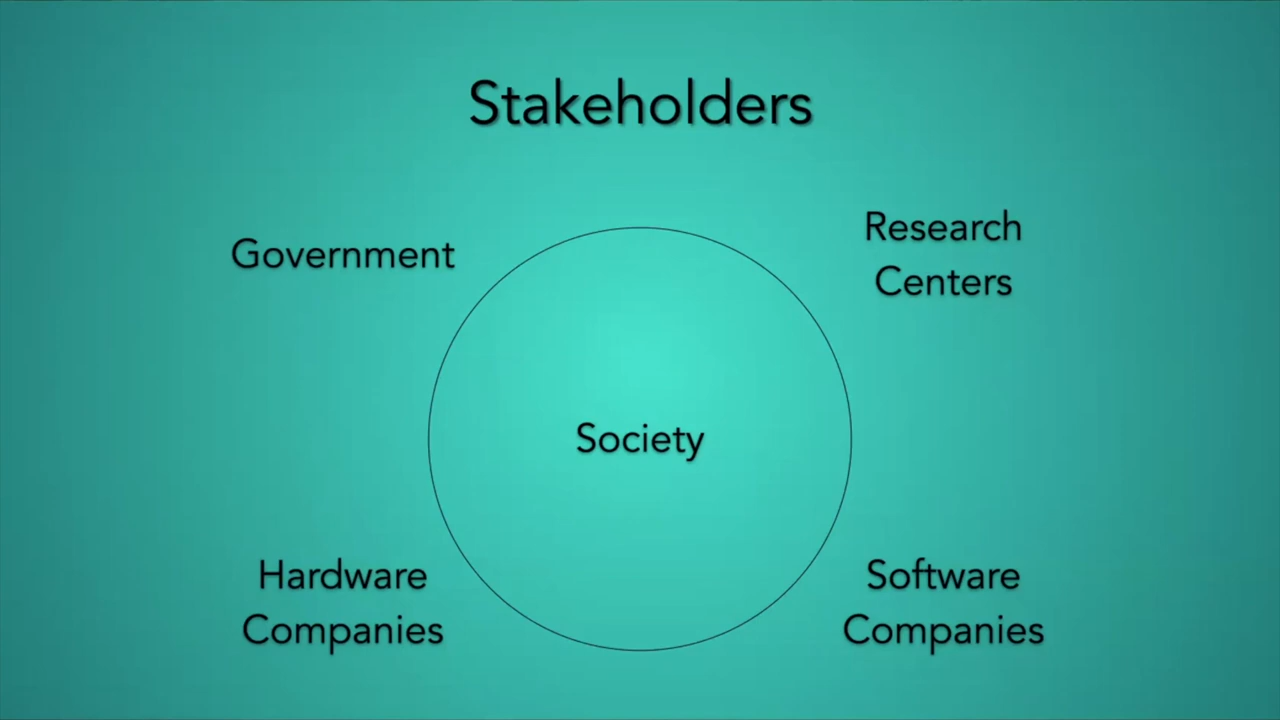 Stakeholders
Government
Research
Centers
Society
Hardware
Companies
Software
Companies